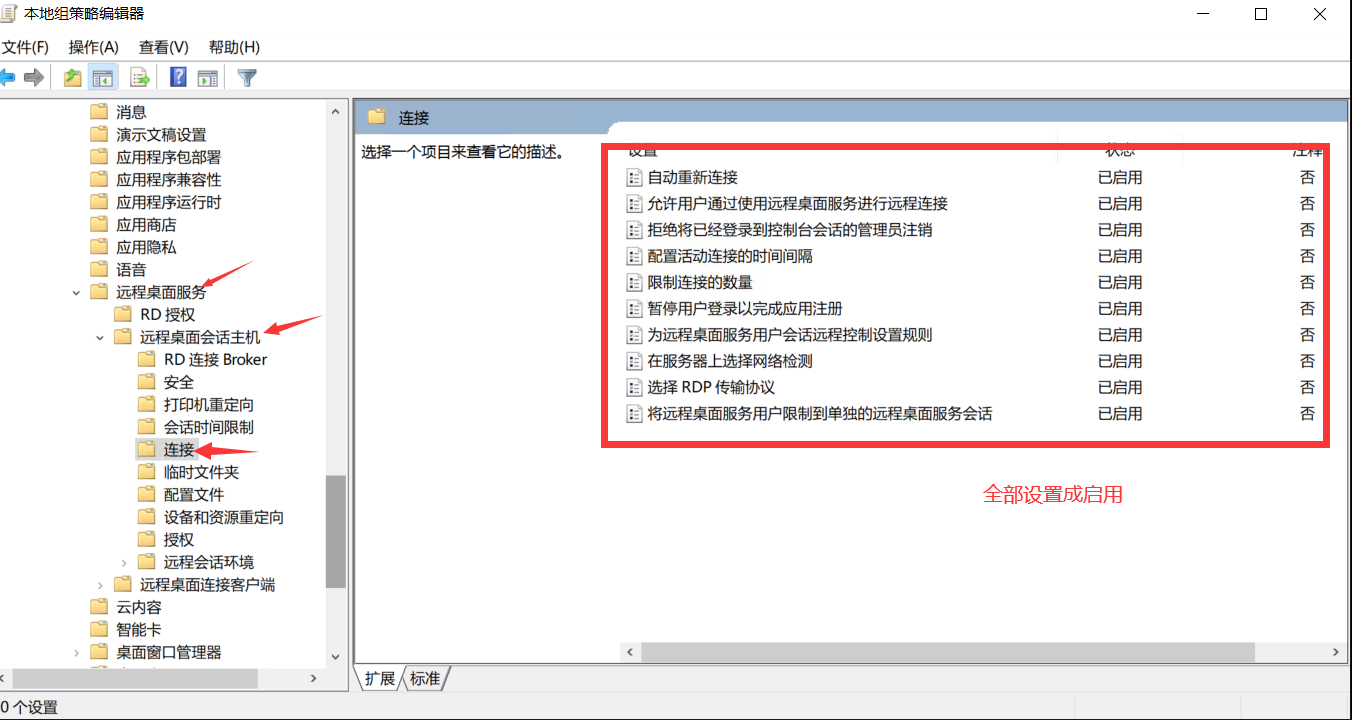 本地组策略编辑器
文件(F) 操作(A) 查看(V) 帮助(H)
消息
演示文稿设置
应用程序包部署
应用程序兼容性
应用程序运行时
应用商店
应用隐私
语音
远程桌面服务
RD 授权
远程桌面会话主机
RD 连接 Broker
安全
打印机重定向
会话时间限制
连接
临时文件夹
配置文件
设备和资源重定向
授权
远程会话环境
远程桌面连接客户端
云内容
智能卡
桌面窗口管理器
连接
选择一个项目来查看它的描述。
设置 状态 注释
自动重新连接 已启用 否
允许用户通过使用远程桌面服务进行远程连接 已启用 否
拒绝将已经登录到控制台会话的管理员注销 已启用 否
配置活动连接的时间间隔 已启用 否
限制连接的数量 已启用 否
暂停用户登录以完成应用注册 已启用 否
为远程桌面服务用户会话远程控制设置规则 已启用 否
在服务器上选择网络检测 已启用 否
选择 RDP 传输协议 已启用 否
将远程桌面服务用户限制到单独的远程桌面服务会话 已启用 否
全部设置成启用
扩展 标准
0 个设置